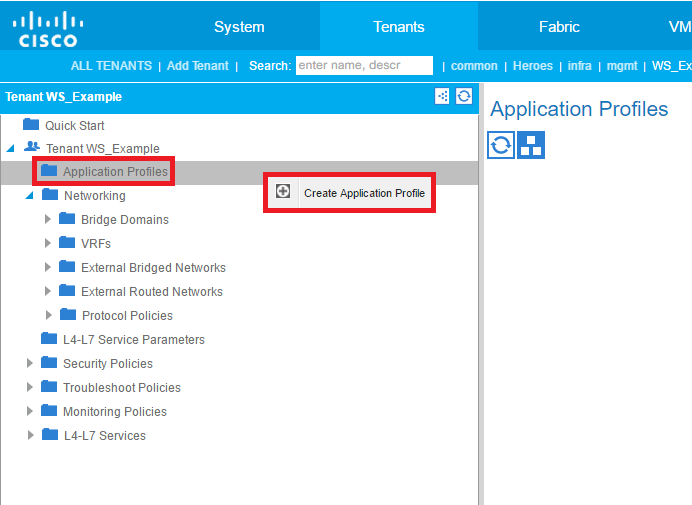 CISCO
System Tenants Fabric VM
ALL TENANTS | Add Tenant | Search: enter name, descr | common | Heroes | infra | mgmt | WS_Ex
Tenant WS_Example
Application Profiles
Quick Start
Tenant WS_Example
Application Profiles
Create Application Profile
Networking
Bridge Domains
VRFs
External Bridged Networks
External Routed Networks
Protocol Policies
L4-L7 Service Parameters
Security Policies
Troubleshoot Policies
Monitoring Policies
L4-L7 Services